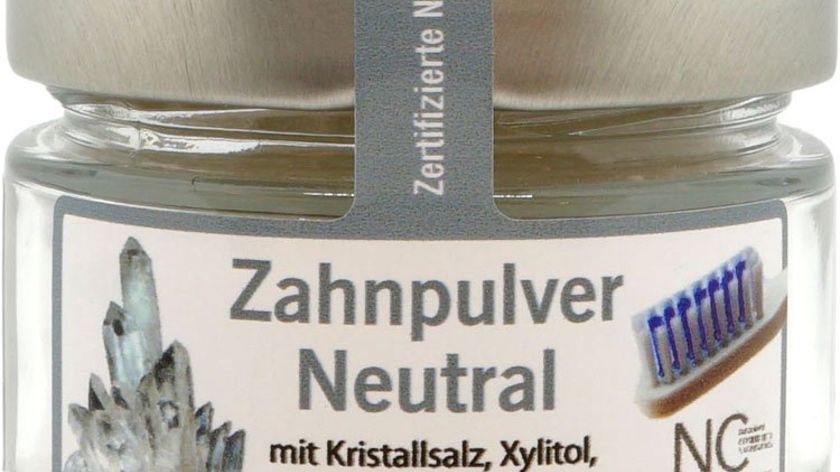 Zertifizierte N
Zahnpulver
Neutral
mit Kristallsalz, Xylitol,
NC